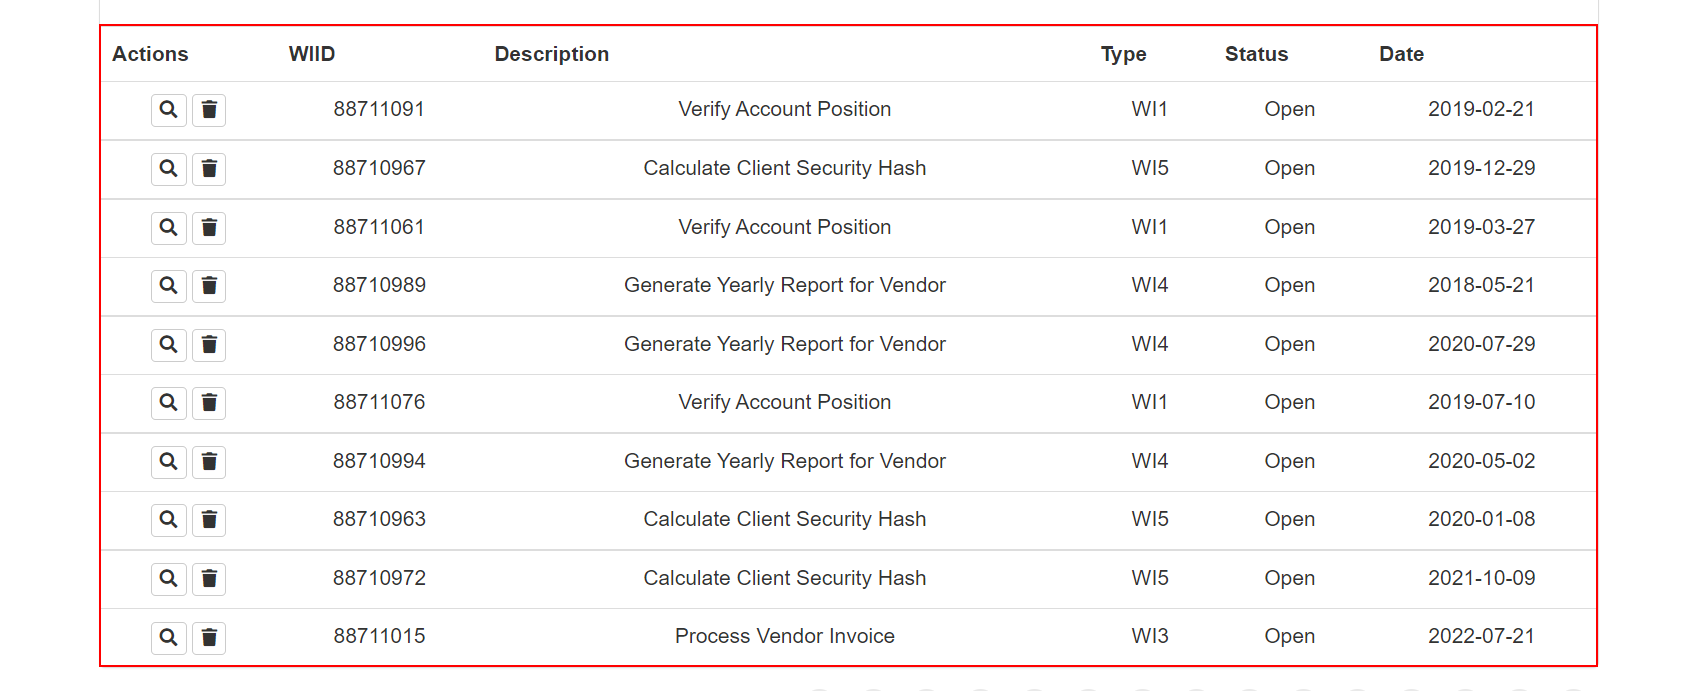 Actions WIID Description Type Status Date
88711091 Verify Account Position WI1 Open 2019-02-21
88710967 Calculate Client Security Hash WI5 Open 2019-12-29
88711061 Verify Account Position WI1 Open 2019-03-27
88710989 Generate Yearly Report for Vendor WI4 Open 2018-05-21
88710996 Generate Yearly Report for Vendor WI4 Open 2020-07-29
88711076 Verify Account Position WI1 Open 2019-07-10
88710994 Generate Yearly Report for Vendor WI4 Open 2020-05-02
88710963 Calculate Client Security Hash WI5 Open 2020-01-08
88710972 Calculate Client Security Hash WI5 Open 2021-10-09
88711015 Process Vendor Invoice WI3 Open 2022-07-21